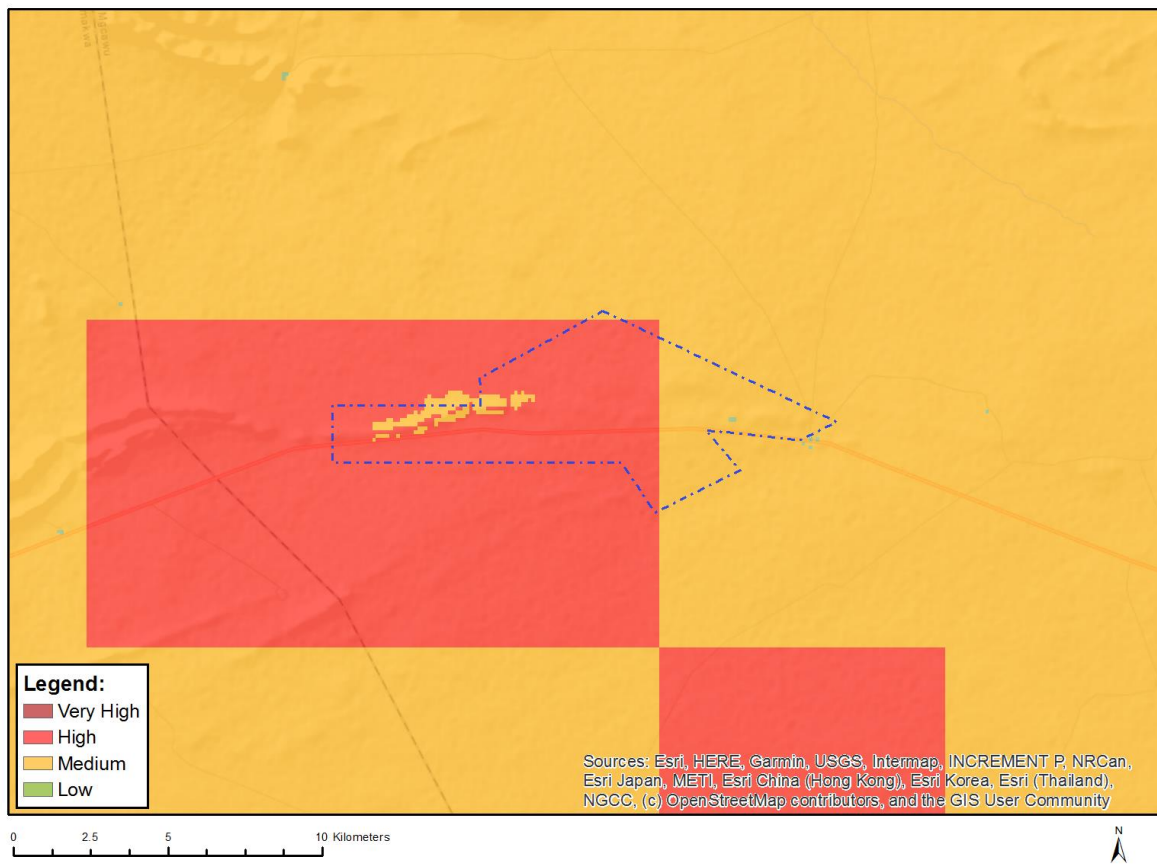 Legend:
Very High
High
Medium
Low
Sources: Esri, HERE, Garmin, USGS, Intermap, INCREMENT P, NRCan,
Esri Japan, METI, Esri China (Hong Kong), Esri Korea, Esri (Thailand),
NGCC, (c) OpenStreetMap contributors, and the GIS User Community
0 2.5 5 10 Kilometers
N